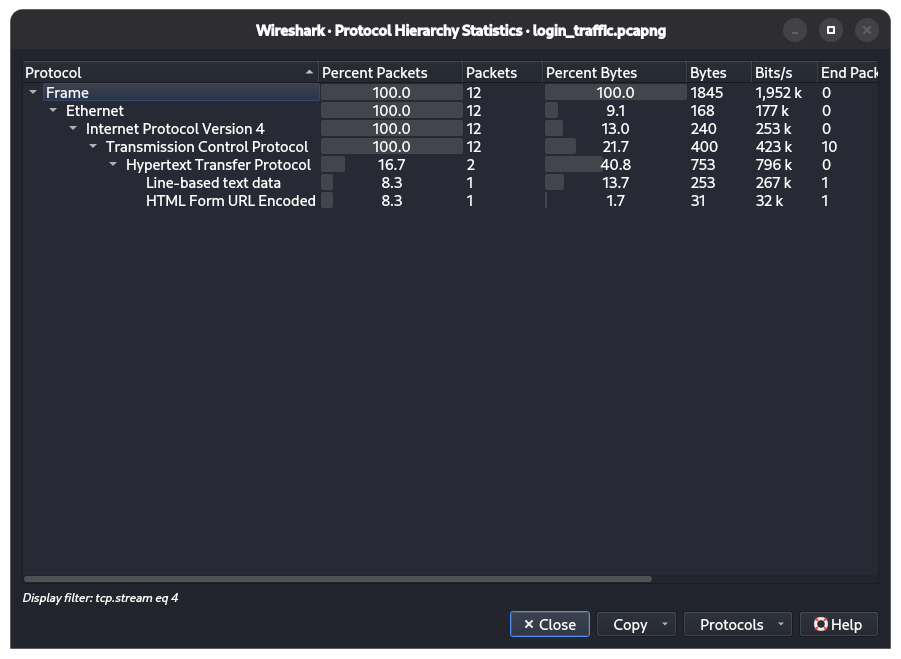 Wireshark · Protocol Hierarchy Statistics · login_traffic.pcapng
Protocol Percent Packets Packets Percent Bytes Bytes Bits/s End Pack
Frame 100.0 12 100.0 1845 1,952 k 0
Ethernet 100.0 12 9.1 168 177 k 0
Internet Protocol Version 4 100.0 12 13.0 240 253 k 0
Transmission Control Protocol 100.0 12 21.7 400 423 k 10
Hypertext Transfer Protocol 16.7 2 40.8 753 796 k 0
Line-based text data 8.3 1 13.7 253 267 k 1
HTML Form URL Encoded 8.3 1 1.7 31 32 k 1
Display filter: tcp.stream eq 4
Close Copy Protocols Help